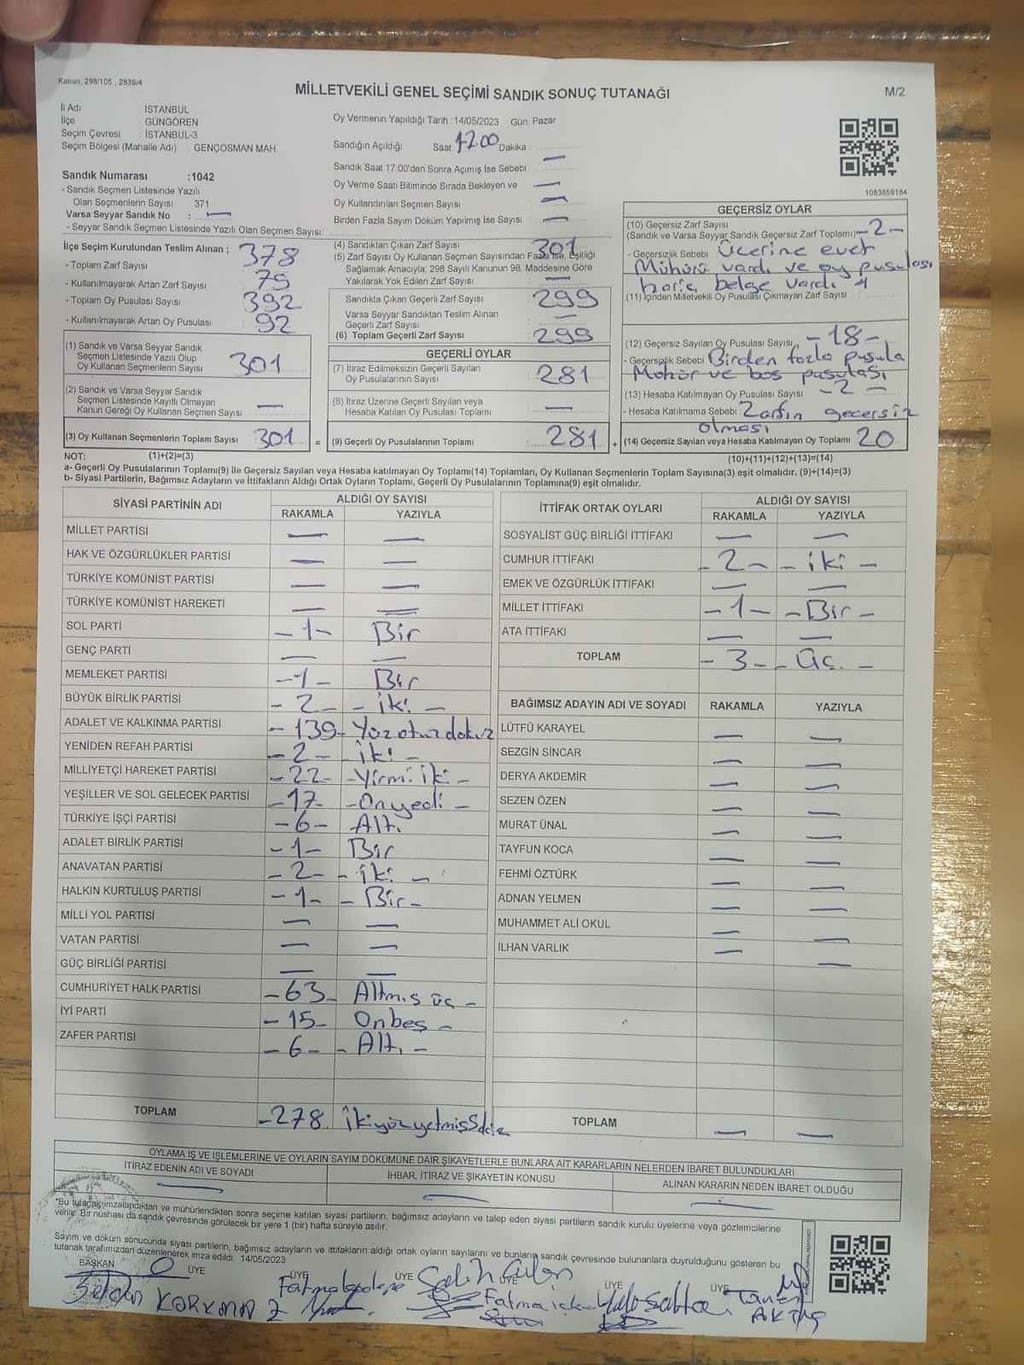 Kanun, 298/105 , 2839/4
MİLLETVEKİLİ GENEL SEÇİMİ SANDIK SONUÇ TUTANAĞI
M/2
İl Adı İSTANBUL
İlçe GÜNGÖREN
Seçim Çevresi İSTANBUL-3
Seçim Bölgesi (Mahalle Adı) : GENÇOSMAN MAH.
Sandık Numarası :1042
- Sandık Seçmen Listesinde Yazılı
Olan Seçmenlerin Sayısı 371
Varsa Seyyar Sandık No : —
- Seyyar Sandık Seçmen Listesinde Yazılı Olan Seçmen Sayısı
Oy Vermenin Yapıldığı Tarih : 14/05/2023 Gün: Pazar
Sandığın Açıldığı Saat 17.00 Dakika :
Sandık Saat 17:00'den Sonra Açılmış İse Sebebi —
Oy Verme Saati Bitiminde Sırada Bekleyen ve —
Oy Kullandırılan Seçmen Sayısı —
Birden Fazla Sayım Döküm Yapılmış İse Sayısı —
1083859184
İlçe Seçim Kurulundan Teslim Alınan ;
- Toplam Zarf Sayısı 378
- Kullanılmayarak Artan Zarf Sayısı 75
- Toplam Oy Pusulası Sayısı 392
- Kullanılmayarak Artan Oy Pusulası 92
(1) Sandık ve Varsa Seyyar Sandık
Seçmen Listesinde Yazılı Olup
Oy Kullanan Seçmenlerin Sayısı 301
(2) Sandık ve Varsa Seyyar Sandık
Seçmen Listesinde Kayıtlı Olmayan
Kanun Gereği Oy Kullanan Seçmen Sayısı —
(3) Oy Kullanan Seçmenlerin Toplam Sayısı 301 =
(4) Sandıktan Çıkan Zarf Sayısı 301
(5) Zarf Sayısı Oy Kullanan Seçmen Sayısından Fazla ise, Eşitliği
Sağlamak Amacıyla, 298 Sayılı Kanunun 98. Maddesine Göre
Yakılarak Yok Edilen Zarf Sayısı —
Sandıkta Çıkan Geçerli Zarf Sayısı 299
Varsa Seyyar Sandıktan Teslim Alınan
Geçerli Zarf Sayısı —
(6) Toplam Geçerli Zarf Sayısı 299
GEÇERLİ OYLAR
(7) İtiraz Edilmeksizin Geçerli Sayılan
Oy Pusulalarının Sayısı 281
(8) İtiraz Üzerine Geçerli Sayılan veya
Hesaba Katılan Oy Pusulası Toplamı —
(9) Geçerli Oy Pusulalarının Toplamı 281 +
GEÇERSİZ OYLAR
(10) Geçersiz Zarf Sayısı
(Sandık ve Varsa Seyyar Sandık Geçersiz Zarf Toplamı) -2-
- Geçersizlik Sebebi Üzerine evet
Mühürü vardı ve oy pusulası
hariç belge vardı
(11) İçinden Milletvekili Oy Pusulası Çıkmayan Zarf Sayısı
(12) Geçersiz Sayılan Oy Pusulası Sayısı -18-
- Geçersizlik Sebebi Birden fazla pusula
Mühür ve boş pusulası
(13) Hesaba Katılmayan Oy Pusulası Sayısı -2-
- Hesaba Katılmama Sebebi Zarfın geçersiz
olması
(14) Geçersiz Sayılan veya Hesaba Katılmayan Oy Toplamı 20
NOT: (1)+(2)=(3) (10)+(11)+(12)+(13)=(14)
a- Geçerli Oy Pusulalarının Toplamı(9) ile Geçersiz Sayılan veya Hesaba katılmayan Oy Toplamı(14) Toplamları, Oy Kullanan Seçmenlerin Toplam Sayısına(3) eşit olmalıdır. (9)+(14)=(3)
b- Siyasi Partilerin, Bağımsız Adayların ve İttifakların Aldığı Ortak Oyların Toplamı, Geçerli Oy Pusulalarının Toplamına(9) eşit olmalıdır.
SİYASİ PARTİNİN ADI ALDIĞI OY SAYISI
RAKAMLA YAZIYLA
MİLLET PARTİSİ — —
HAK VE ÖZGÜRLÜKLER PARTİSİ — —
TÜRKİYE KOMÜNİST PARTİSİ — —
TÜRKİYE KOMÜNİST HAREKETİ — —
SOL PARTİ -1- Bir
GENÇ PARTİ — —
MEMLEKET PARTİSİ -1- Bir
BÜYÜK BİRLİK PARTİSİ -2- -iki-
ADALET VE KALKINMA PARTİSİ -139- Yüzotuzdokuz
YENİDEN REFAH PARTİSİ -2- -iki-
MİLLİYETÇİ HAREKET PARTİSİ -22- -Yirmiiki-
YEŞİLLER VE SOL GELECEK PARTİSİ -17- -Onyedi-
TÜRKİYE İŞÇİ PARTİSİ -6- Altı
ADALET BİRLİK PARTİSİ -1- Bir
ANAVATAN PARTİSİ -2- -iki-
HALKIN KURTULUŞ PARTİSİ -1- -Bir-
MİLLİ YOL PARTİSİ — —
VATAN PARTİSİ — —
GÜÇ BİRLİĞİ PARTİSİ — —
CUMHURİYET HALK PARTİSİ -63- Altmış üç-
İYİ PARTİ -15- Onbeş-
ZAFER PARTİSİ -6- -Altı-
TOPLAM -278 İkiyüzyetmişsekiz
İTTİFAK ORTAK OYLARI ALDIĞI OY SAYISI
RAKAMLA YAZIYLA
SOSYALİST GÜÇ BİRLİĞİ İTTİFAKI — —
CUMHUR İTTİFAKI -2- -iki-
EMEK VE ÖZGÜRLÜK İTTİFAKI — —
MİLLET İTTİFAKI -1- -Bir-
ATA İTTİFAKI — —
TOPLAM -3- -Üç.-
BAĞIMSIZ ADAYIN ADI VE SOYADI RAKAMLA YAZIYLA
LÜTFÜ KARAYEL — —
SEZGİN SİNCAR — —
DERYA AKDEMİR — —
SEZEN ÖZEN — —
MURAT ÜNAL — —
TAYFUN KOCA — —
FEHMİ ÖZTÜRK — —
ADNAN YELMEN — —
MUHAMMET ALİ OKUL — —
İLHAN VARLIK — —
TOPLAM — —
OYLAMA İŞ VE İŞLEMLERİNE VE OYLARIN SAYIM DÖKÜMÜNE DAİR ŞİKAYETLERLE BUNLARA AİT KARARLARIN NELERDEN İBARET BULUNDUKLARI
İTİRAZ EDENİN ADI VE SOYADI İHBAR, İTİRAZ VE ŞİKAYETİN KONUSU ALINAN KARARIN NEDEN İBARET OLDUĞU
— — —
"Bu tutanak imzalandıktan ve mühürlendikten sonra seçime katılan siyasi partilerin, bağımsız adayların ve talep eden siyasi partilerin sandık kurulu üyelerine veya gözlemcilerine
verilir. Bir nüshası da sandık çevresinde görülecek bir yere 1 (bir) hafta süreyle asılır.
Sayım ve döküm sonucunda siyasi partilerin, bağımsız adayların ve ittifakların aldığı ortak oyların sayılarını ve bunların sandık çevresinde bulunanlara duyrulduğunu gösteren bu
tutanak tarafımızdan düzenlenerek imza edildi. 14/05/2023
BAŞKAN ÜYE ÜYE ÜYE ÜYE ÜYE ÜYE
KORKMAZ Fatma Salih Fatma Taner
AKTAŞ